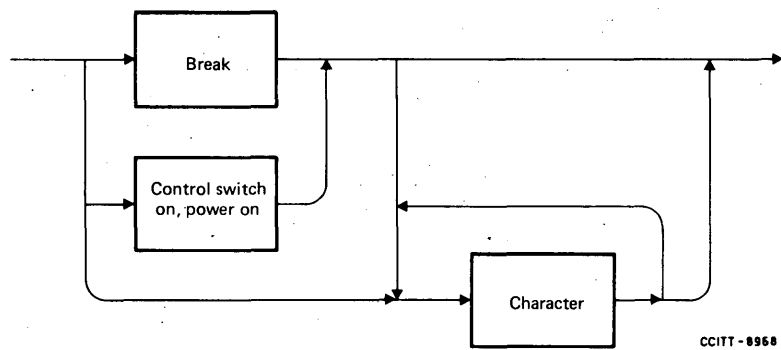 Break
Control switch
on, power on
Character
CCITT - 8968